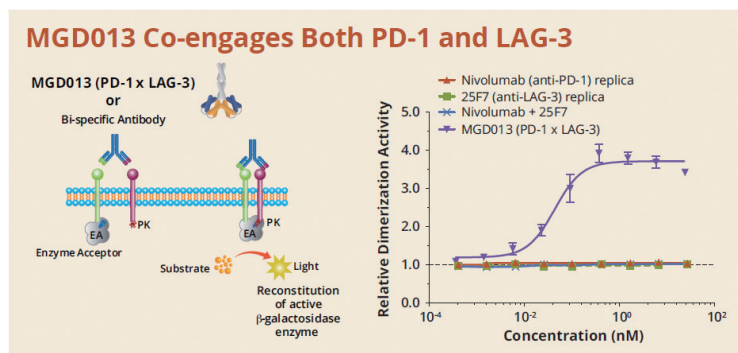 MGD013 Co-engages Both PD-1 and LAG-3
MGD013 (PD-1 x LAG-3)
or
Bi-specific Antibody
EA
PK
Enzyme Acceptor
EA
PK
Substrate
Light
Reconstitution
of active
β-galactosidase
enzyme
Nivolumab (anti-PD-1) replica
25F7 (anti-LAG-3) replica
Nivolumab + 25F7
MGD013 (PD-1 x LAG-3)
Relative Dimerization Activity
5.0
4.0
3.0
2.0
1.0
0.0
10⁻⁴
10⁻²
10⁰
10²
Concentration (nM)